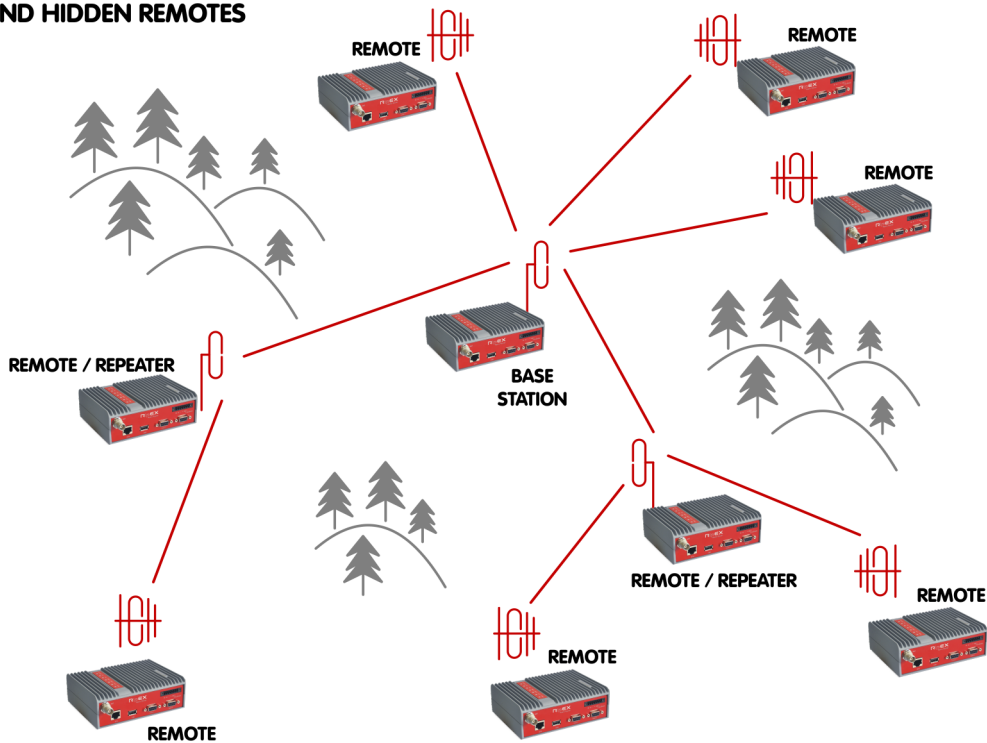 ND HIDDEN REMOTES
REMOTE
REMOTE
REMOTE
REMOTE / REPEATER
BASE
STATION
REMOTE / REPEATER
REMOTE
REMOTE
REMOTE